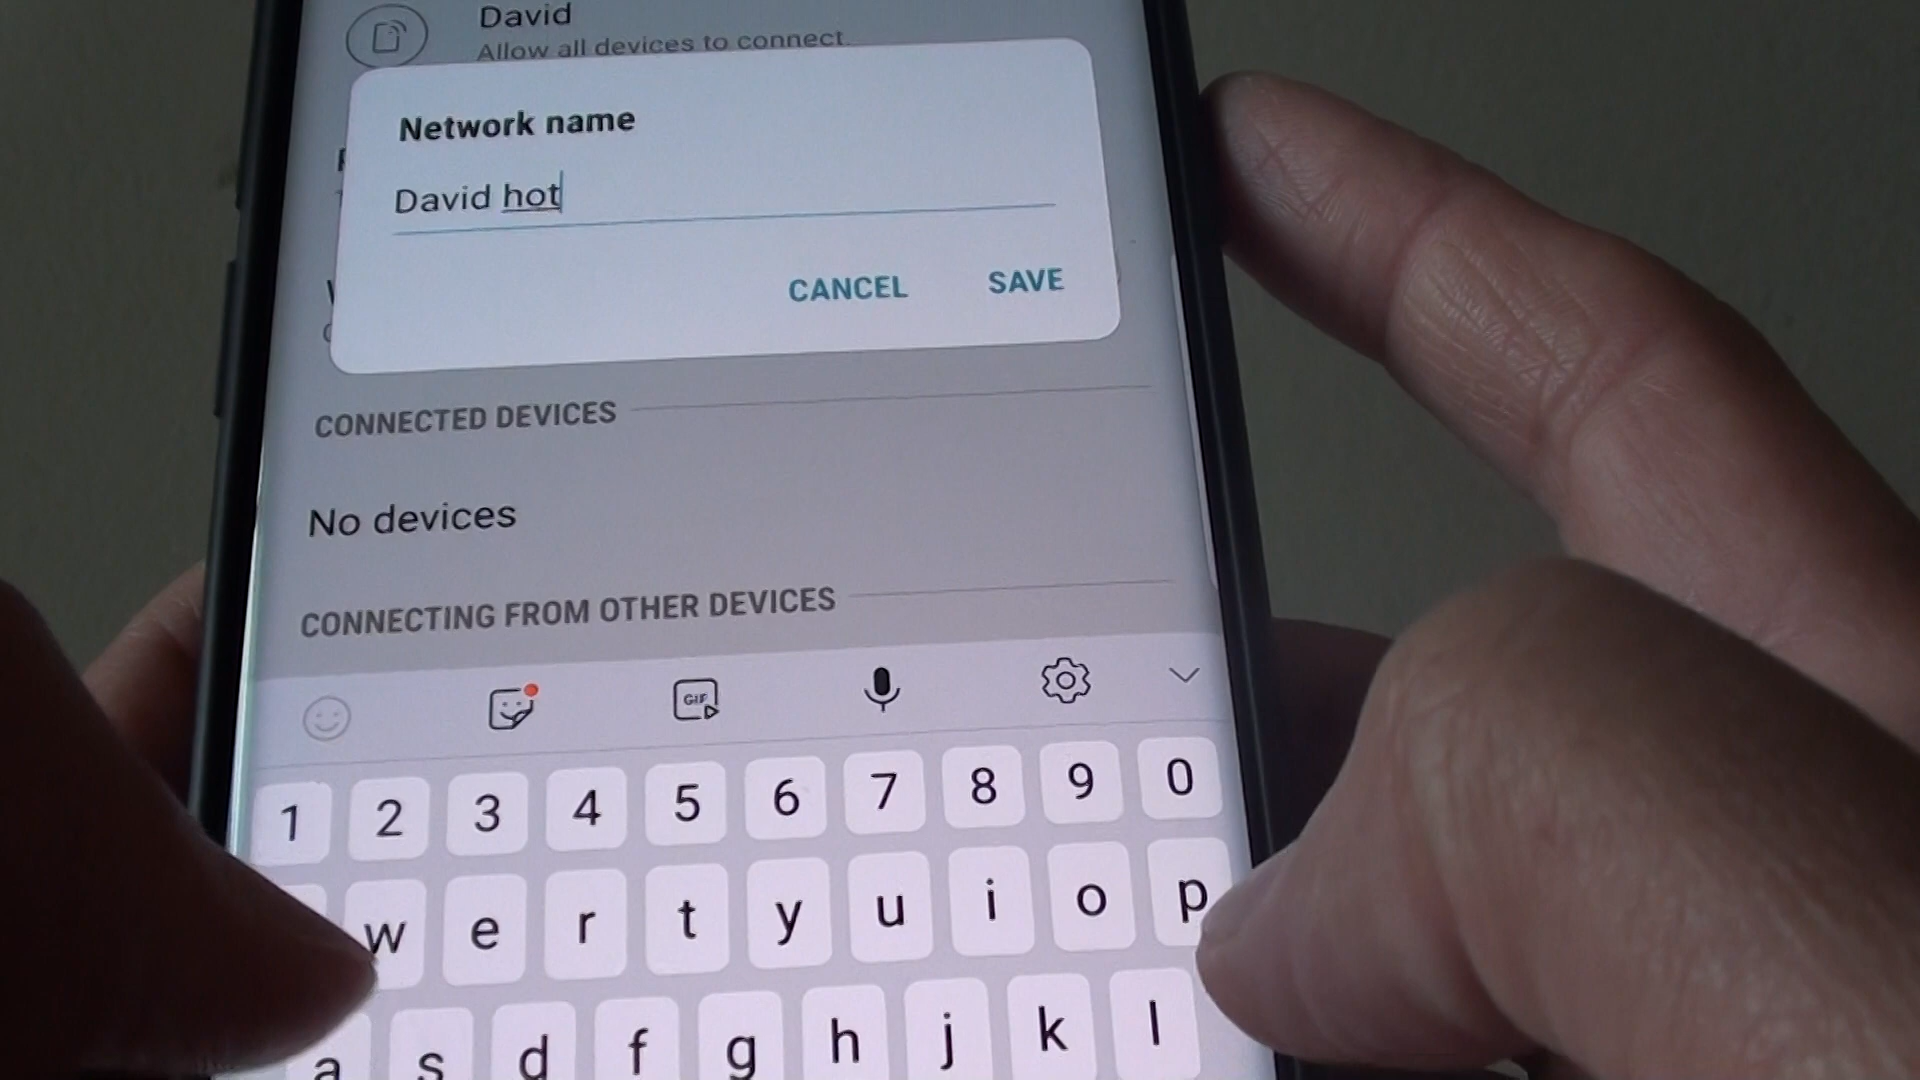 David
Allow all devices to connect.
Network name
David hot
CANCEL SAVE
CONNECTED DEVICES
No devices
CONNECTING FROM OTHER DEVICES
GIF
1 2 3 4 5 6 7 8 9 0
w e r t y u i o p
a s d f g h j k l